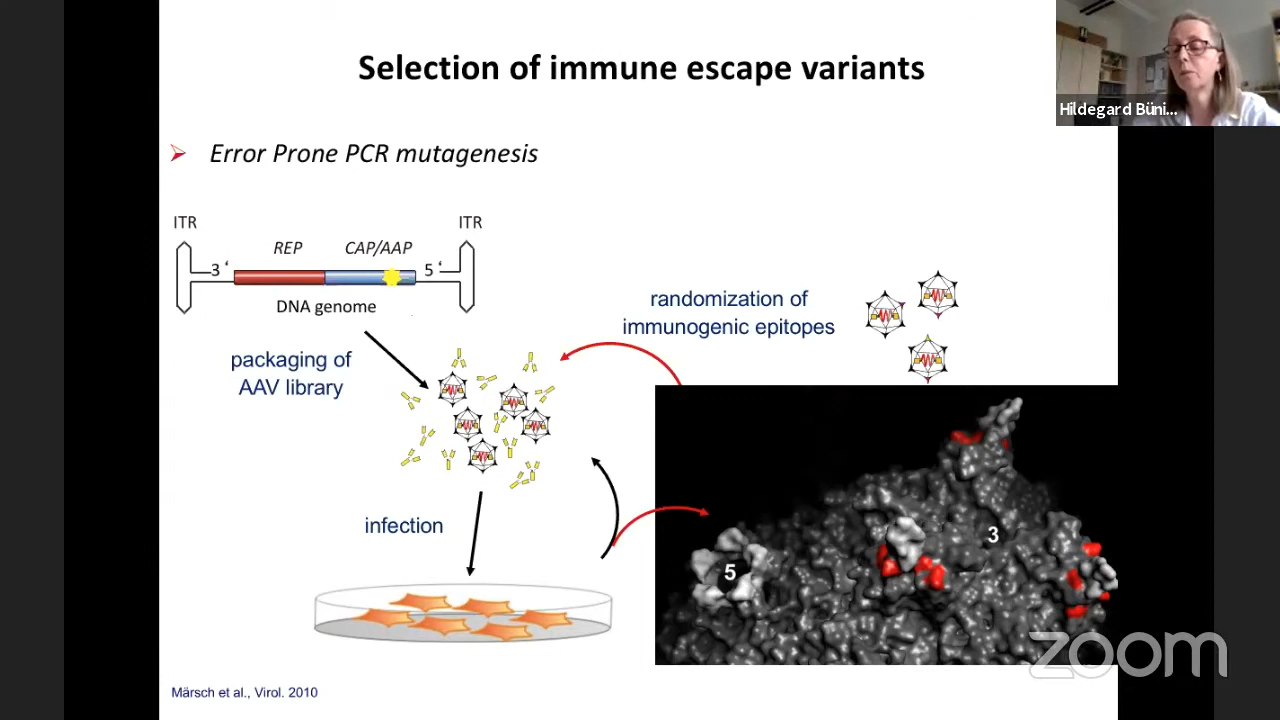 Selection of immune escape variants
Hildegard Büni...
Error Prone PCR mutagenesis
ITR
ITR
REP
CAP/AAP
3 ‘
5 ‘
DNA genome
randomization of
immunogenic epitopes
packaging of
AAV library
infection
3
5
zoom
Märsch et al., Virol. 2010